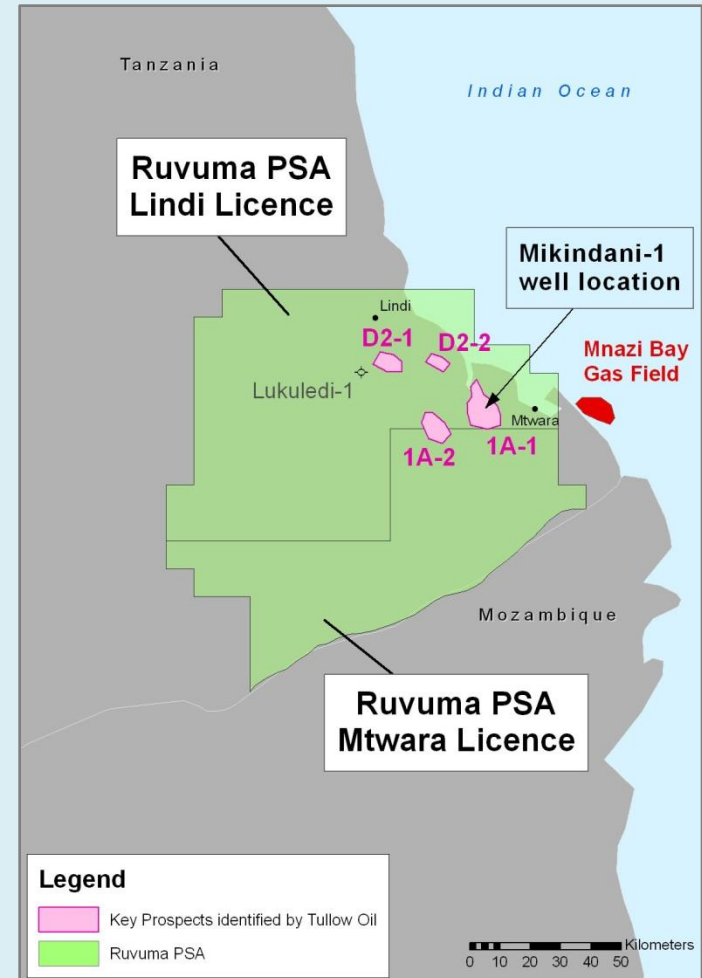 Tanzania
Indian Ocean
Ruvuma PSA
Lindi Licence
Mikindani-1
well location
Lindi
D2-1
D2-2
Mnazi Bay
Gas Field
Lukuledi-1
Mtwara
1A-2
1A-1
Mozambique
Ruvuma PSA
Mtwara Licence
Legend
Key Prospects identified by Tullow Oil
Ruvuma PSA
Kilometers
0 10 20 30 40 50